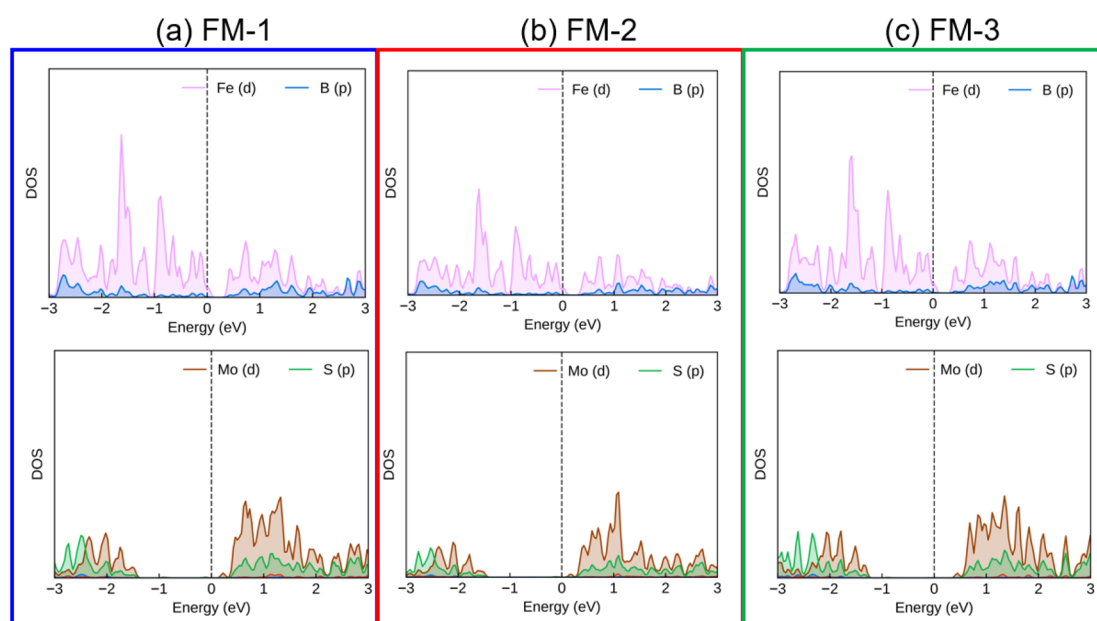 (a) FM-1
(b) FM-2
(c) FM-3
Fe (d) B (p)
DOS
−3 −2 −1 0 1 2 3
Energy (eV)
Fe (d) B (p)
DOS
−3 −2 −1 0 1 2 3
Energy (eV)
Fe (d) B (p)
DOS
−3 −2 −1 0 1 2 3
Energy (eV)
Mo (d) S (p)
DOS
−3 −2 −1 0 1 2 3
Energy (eV)
Mo (d) S (p)
DOS
−3 −2 −1 0 1 2 3
Energy (eV)
Mo (d) S (p)
DOS
−3 −2 −1 0 1 2 3
Energy (eV)